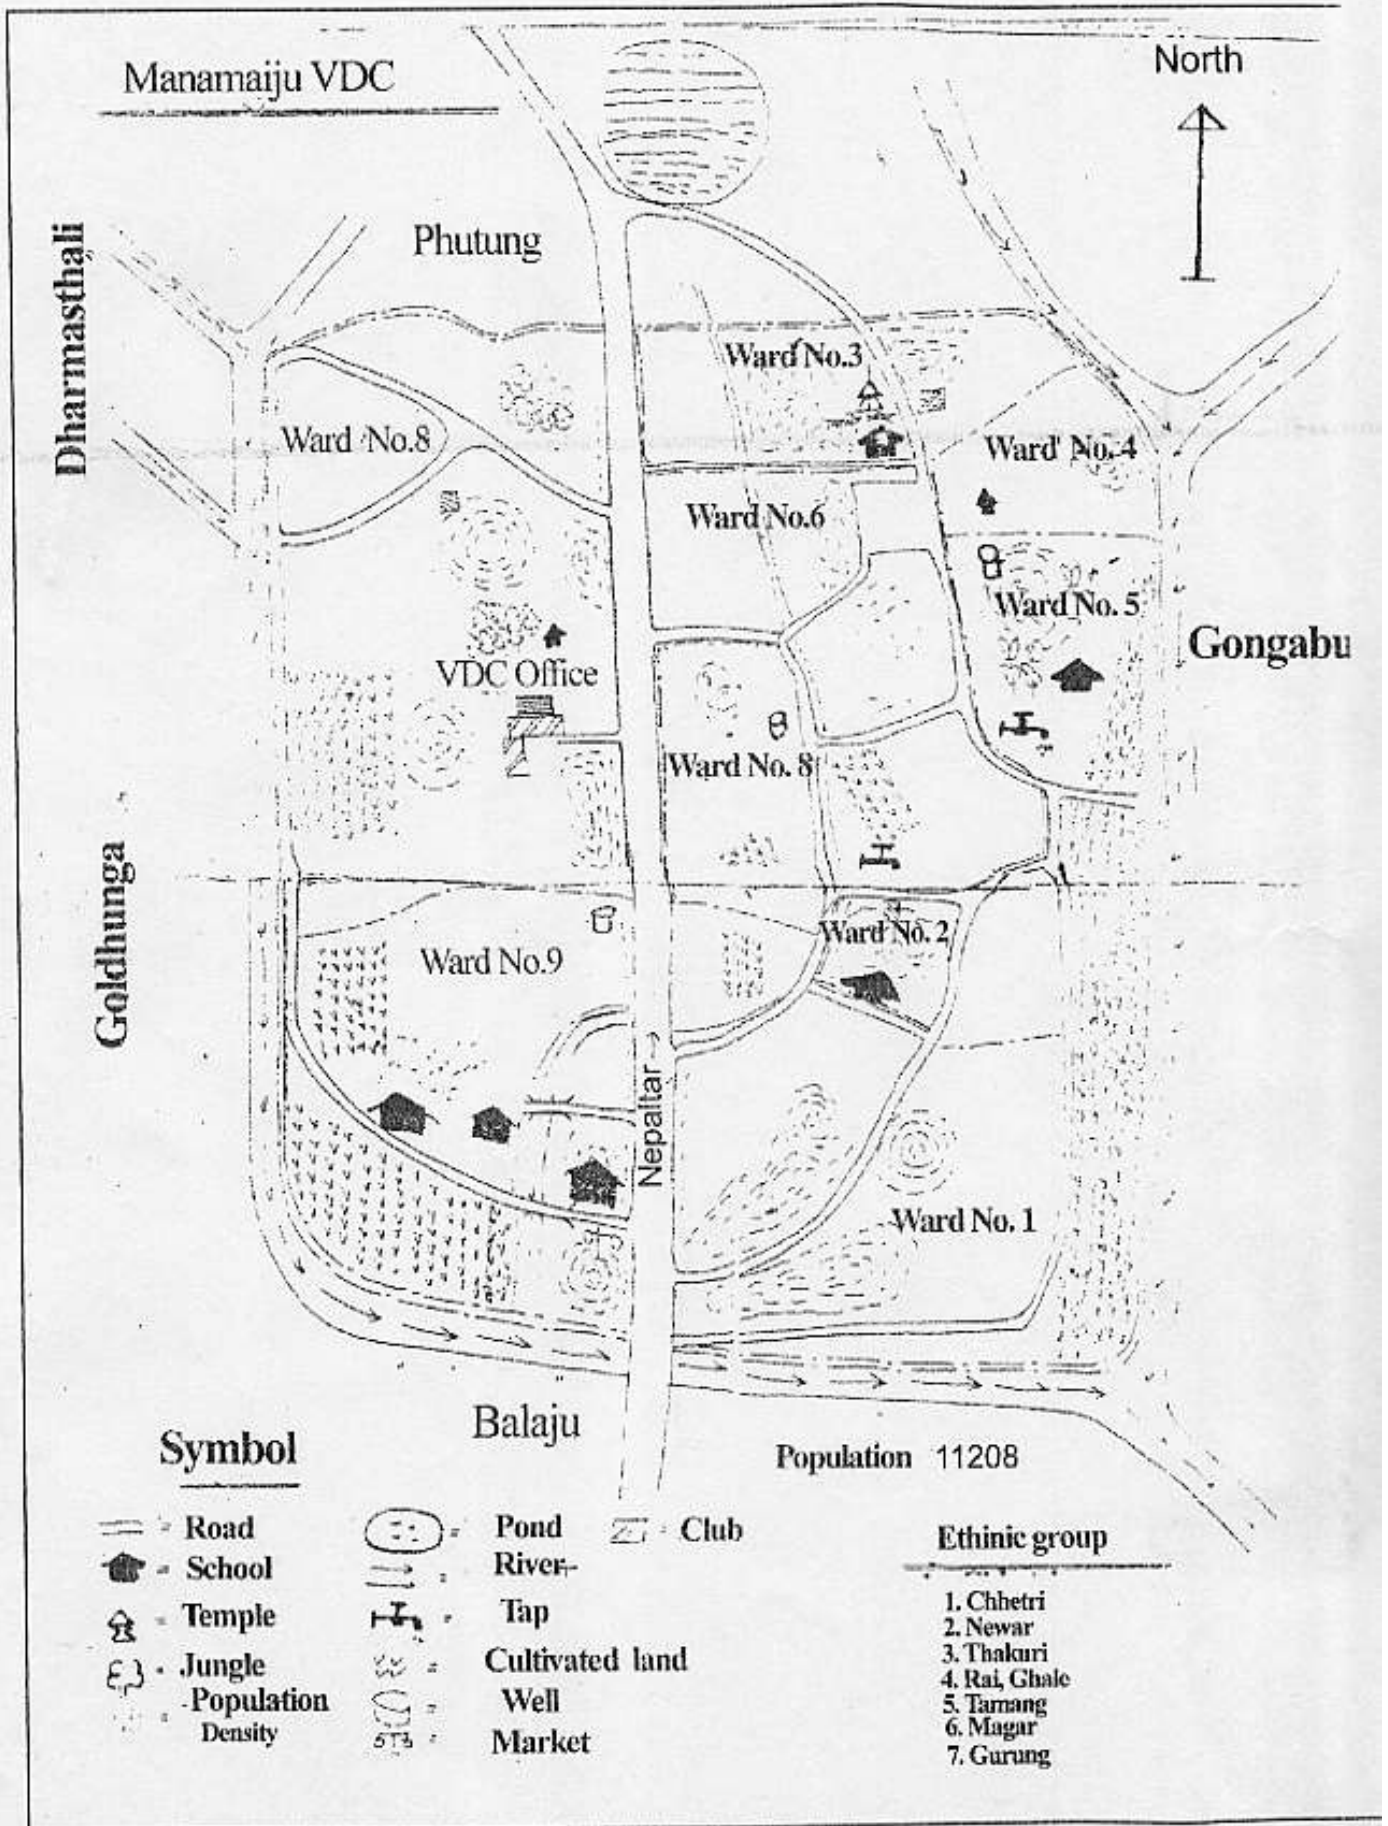 Manamaiju VDC
North
Phutung
Dharmasthali
Ward No.3
Ward No.8
Ward No. 4
Ward No.6
Ward No. 5
Gongabu
VDC Office
Ward No. 8
Goldhunga
Ward No. 2
Ward No.9
Nepaltar
Ward No. 1
Balaju
Population 11208
Symbol
= Road
= School
= Temple
Jungle
Population
Density
= Pond
= River
Tap
= Cultivated land
= Well
= Market
= Club
Ethinic group
1. Chhetri
2. Newar
3. Thakuri
4. Rai, Ghale
5. Tamang
6. Magar
7. Gurung